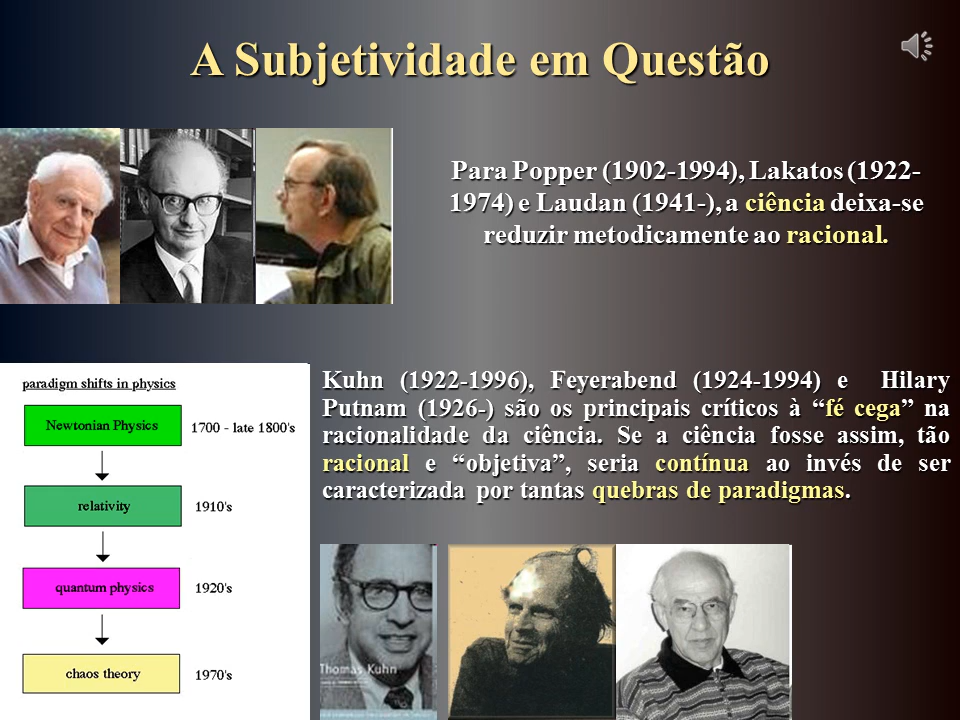 A Subjetividade em Questão
Para Popper (1902-1994), Lakatos (1922-
1974) e Laudan (1941-), a ciência deixa-se
reduzir metodicamente ao racional.
paradigm shifts in physics
Newtonian Physics
1700 - late 1800's
relativity
1910's
quantum physics
1920's
chaos theory
1970's
Kuhn (1922-1996), Feyerabend (1924-1994) e Hilary
Putnam (1926-) são os principais críticos à “fé cega” na
racionalidade da ciência. Se a ciência fosse assim, tão
racional e “objetiva”, seria contínua ao invés de ser
caracterizada por tantas quebras de paradigmas.
Thomas Kuhn